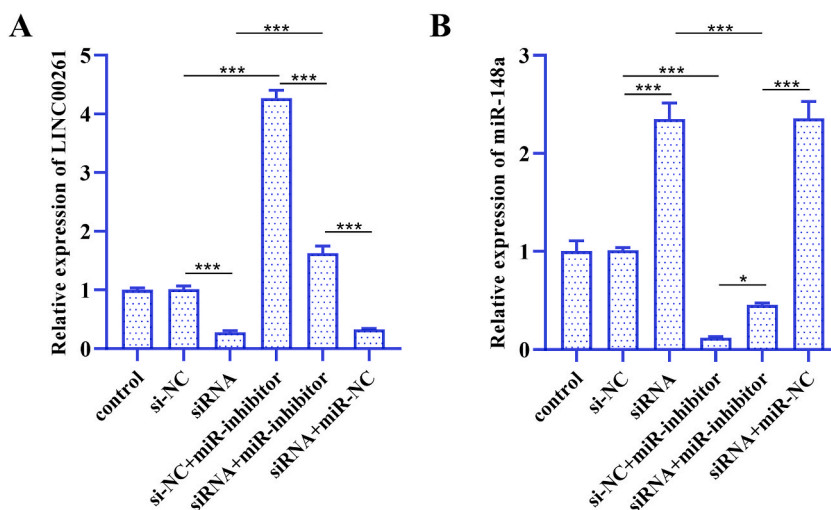 A
Relative expression of LINC00261
5
4
3
2
1
0
***
***
***
***
***
control
si-NC
siRNA
si-NC+miR-inhibitor
siRNA+miR-inhibitor
siRNA+miR-NC
B
Relative expression of miR-148a
3
2
1
0
***
***
***
***
*
control
si-NC
siRNA
si-NC+miR-inhibitor
siRNA+miR-inhibitor
siRNA+miR-NC